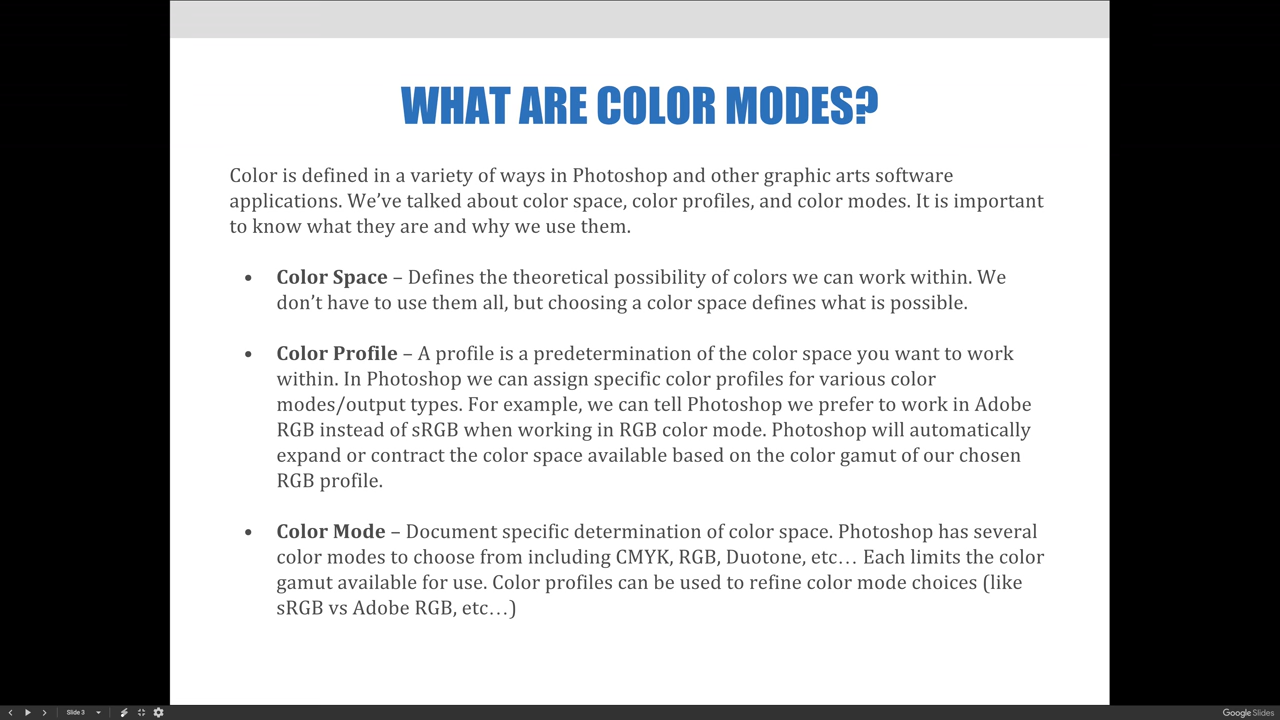 WHAT ARE COLOR MODES?
Color is defined in a variety of ways in Photoshop and other graphic arts software
applications. We’ve talked about color space, color profiles, and color modes. It is important
to know what they are and why we use them.
• Color Space – Defines the theoretical possibility of colors we can work within. We
don’t have to use them all, but choosing a color space defines what is possible.
• Color Profile – A profile is a predetermination of the color space you want to work
within. In Photoshop we can assign specific color profiles for various color
modes/output types. For example, we can tell Photoshop we prefer to work in Adobe
RGB instead of sRGB when working in RGB color mode. Photoshop will automatically
expand or contract the color space available based on the color gamut of our chosen
RGB profile.
• Color Mode – Document specific determination of color space. Photoshop has several
color modes to choose from including CMYK, RGB, Duotone, etc… Each limits the color
gamut available for use. Color profiles can be used to refine color mode choices (like
sRGB vs Adobe RGB, etc…)
Slide 3
Google Slides